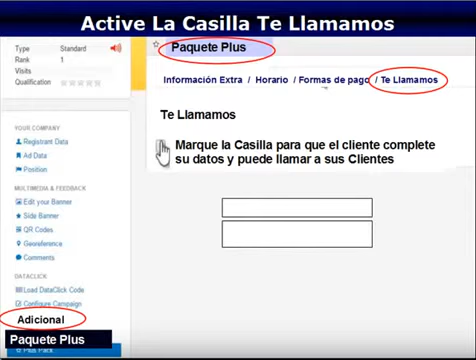 Active La Casilla Te Llamamos
Type Standard
Rank 1
Visits
Qualification
Paquete Plus
Información Extra / Horario / Formas de pago / Te Llamamos
Te Llamamos
Marque la Casilla para que el cliente complete
su datos y puede llamar a sus Clientes
YOUR COMPANY
Registrant Data
Ad Data
Position
MULTIMEDIA & FEEDBACK
Edit your Banner
Side Banner
QR Codes
Georeference
Comments
DATACLICK
Load DataClick Code
Configure Campaign
Adicional
Paquete Plus
Plus Pack